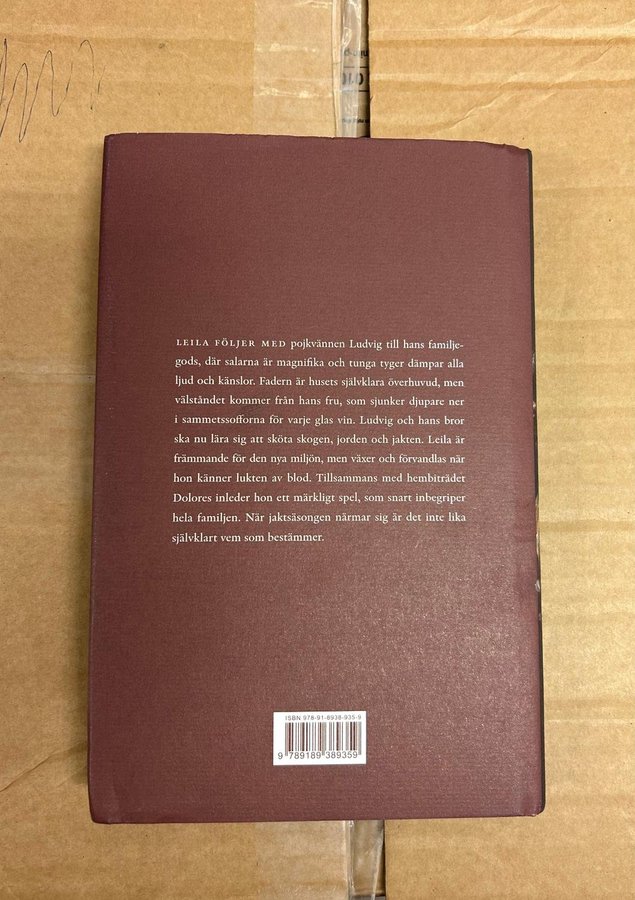 LEILA FÖLJER MED pojkvännen Ludvig till hans familje-
gods, där salarna är magnifika och tunga tyger dämpar alla
ljud och känslor. Fadern är husets självklara överhuvud, men
välståndet kommer från hans fru, som sjunker djupare ner
i sammetssofforna för varje glas vin. Ludvig och hans bror
ska nu lära sig att sköta skogen, jorden och jakten. Leila är
främmande för den nya miljön, men växer och förvandlas när
hon känner lukten av blod. Tillsammans med hembiträdet
Dolores inleder hon ett märkligt spel, som snart inbegriper
hela familjen. När jaktsäsongen närmar sig är det inte lika
självklart vem som bestämmer.
ISBN 978-91-8938-935-9
9 789189 389359